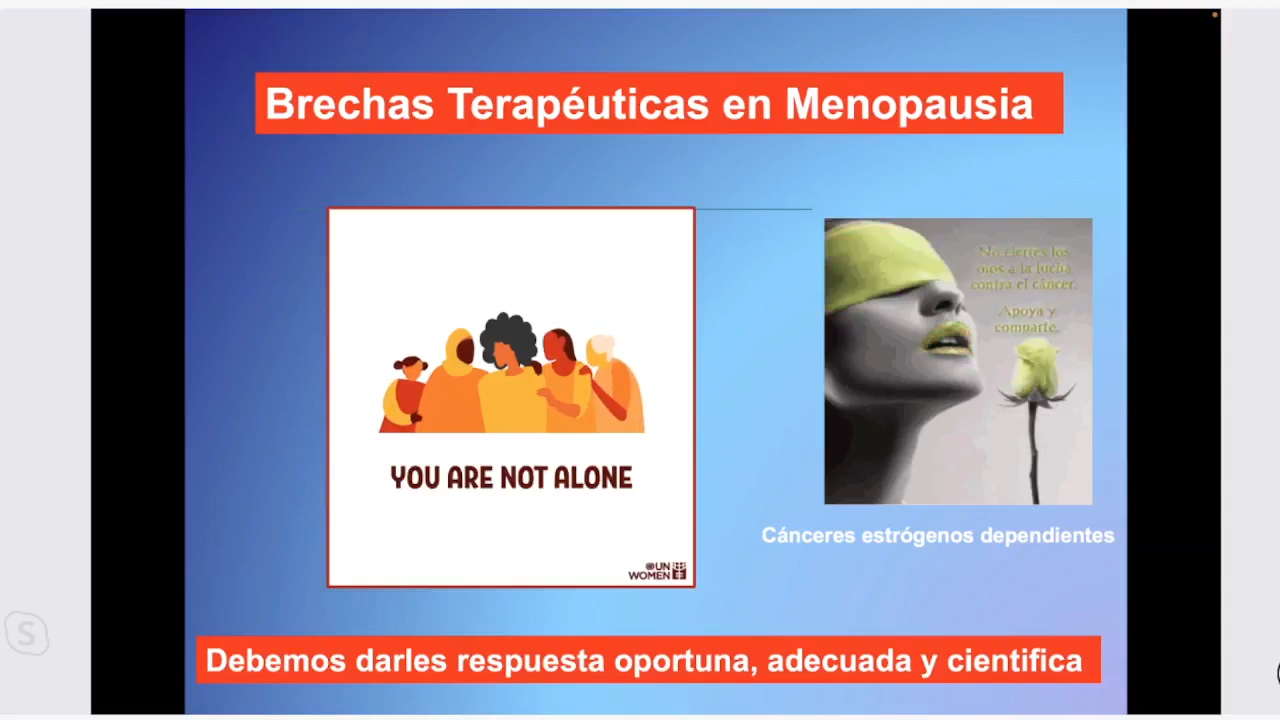 Brechas Terapéuticas en Menopausia
No cierres los
ojos a la lucha
contra el cáncer.
Apoya y
comparte.
YOU ARE NOT ALONE
@UN
WOMEN
Cánceres estrógenos dependientes
Debemos darles respuesta oportuna, adecuada y cientifica
S